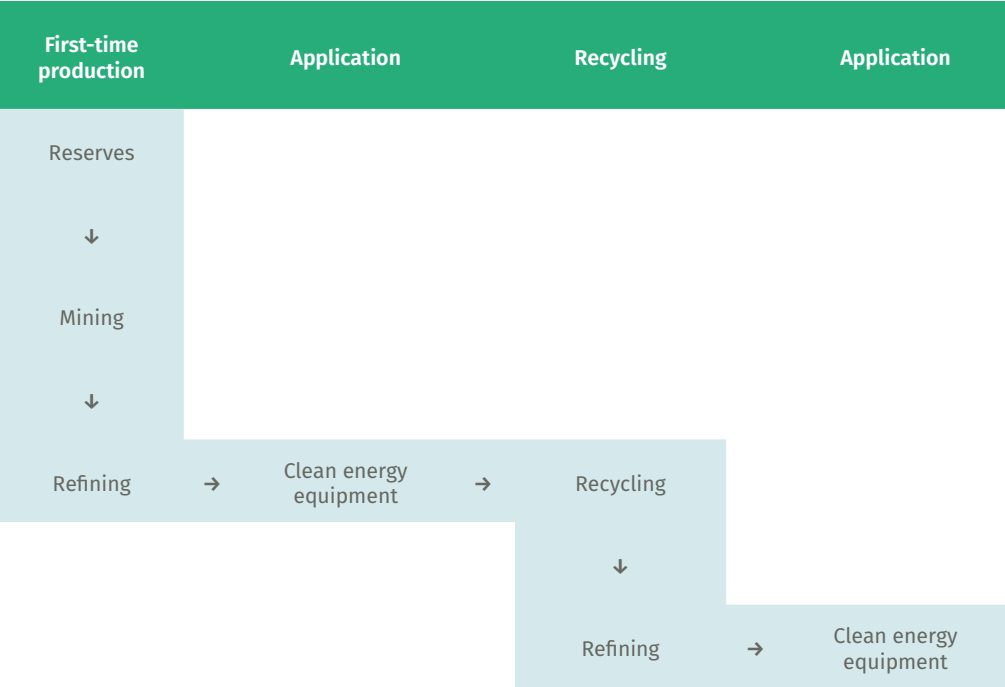 First-time
production
Application
Recycling
Application
Reserves
↓
Mining
↓
Refining → Clean energy
equipment → Recycling
↓
Refining → Clean energy
equipment